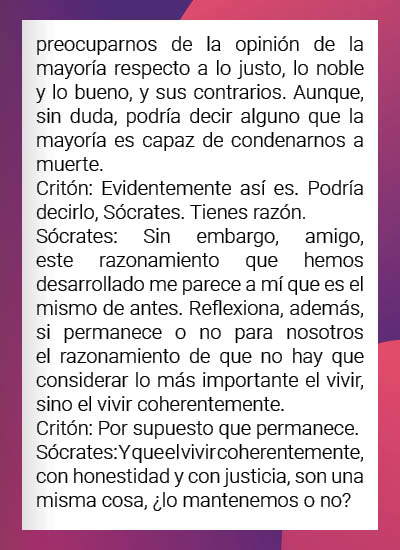 preocuparnos de la opinión de la
mayoría respecto a lo justo, lo noble
y lo bueno, y sus contrarios. Aunque,
sin duda, podría decir alguno que la
mayoría es capaz de condenarnos a
muerte.
Critón: Evidentemente así es. Podría
decirlo, Sócrates. Tienes razón.
Sócrates: Sin embargo, amigo,
este razonamiento que hemos
desarrollado me parece a mí que es el
mismo de antes. Reflexiona, además,
si permanece o no para nosotros
el razonamiento de que no hay que
considerar lo más importante el vivir,
sino el vivir coherentemente.
Critón: Por supuesto que permanece.
Sócrates: Y que el vivir coherentemente,
con honestidad y con justicia, son una
misma cosa, ¿lo mantenemos o no?